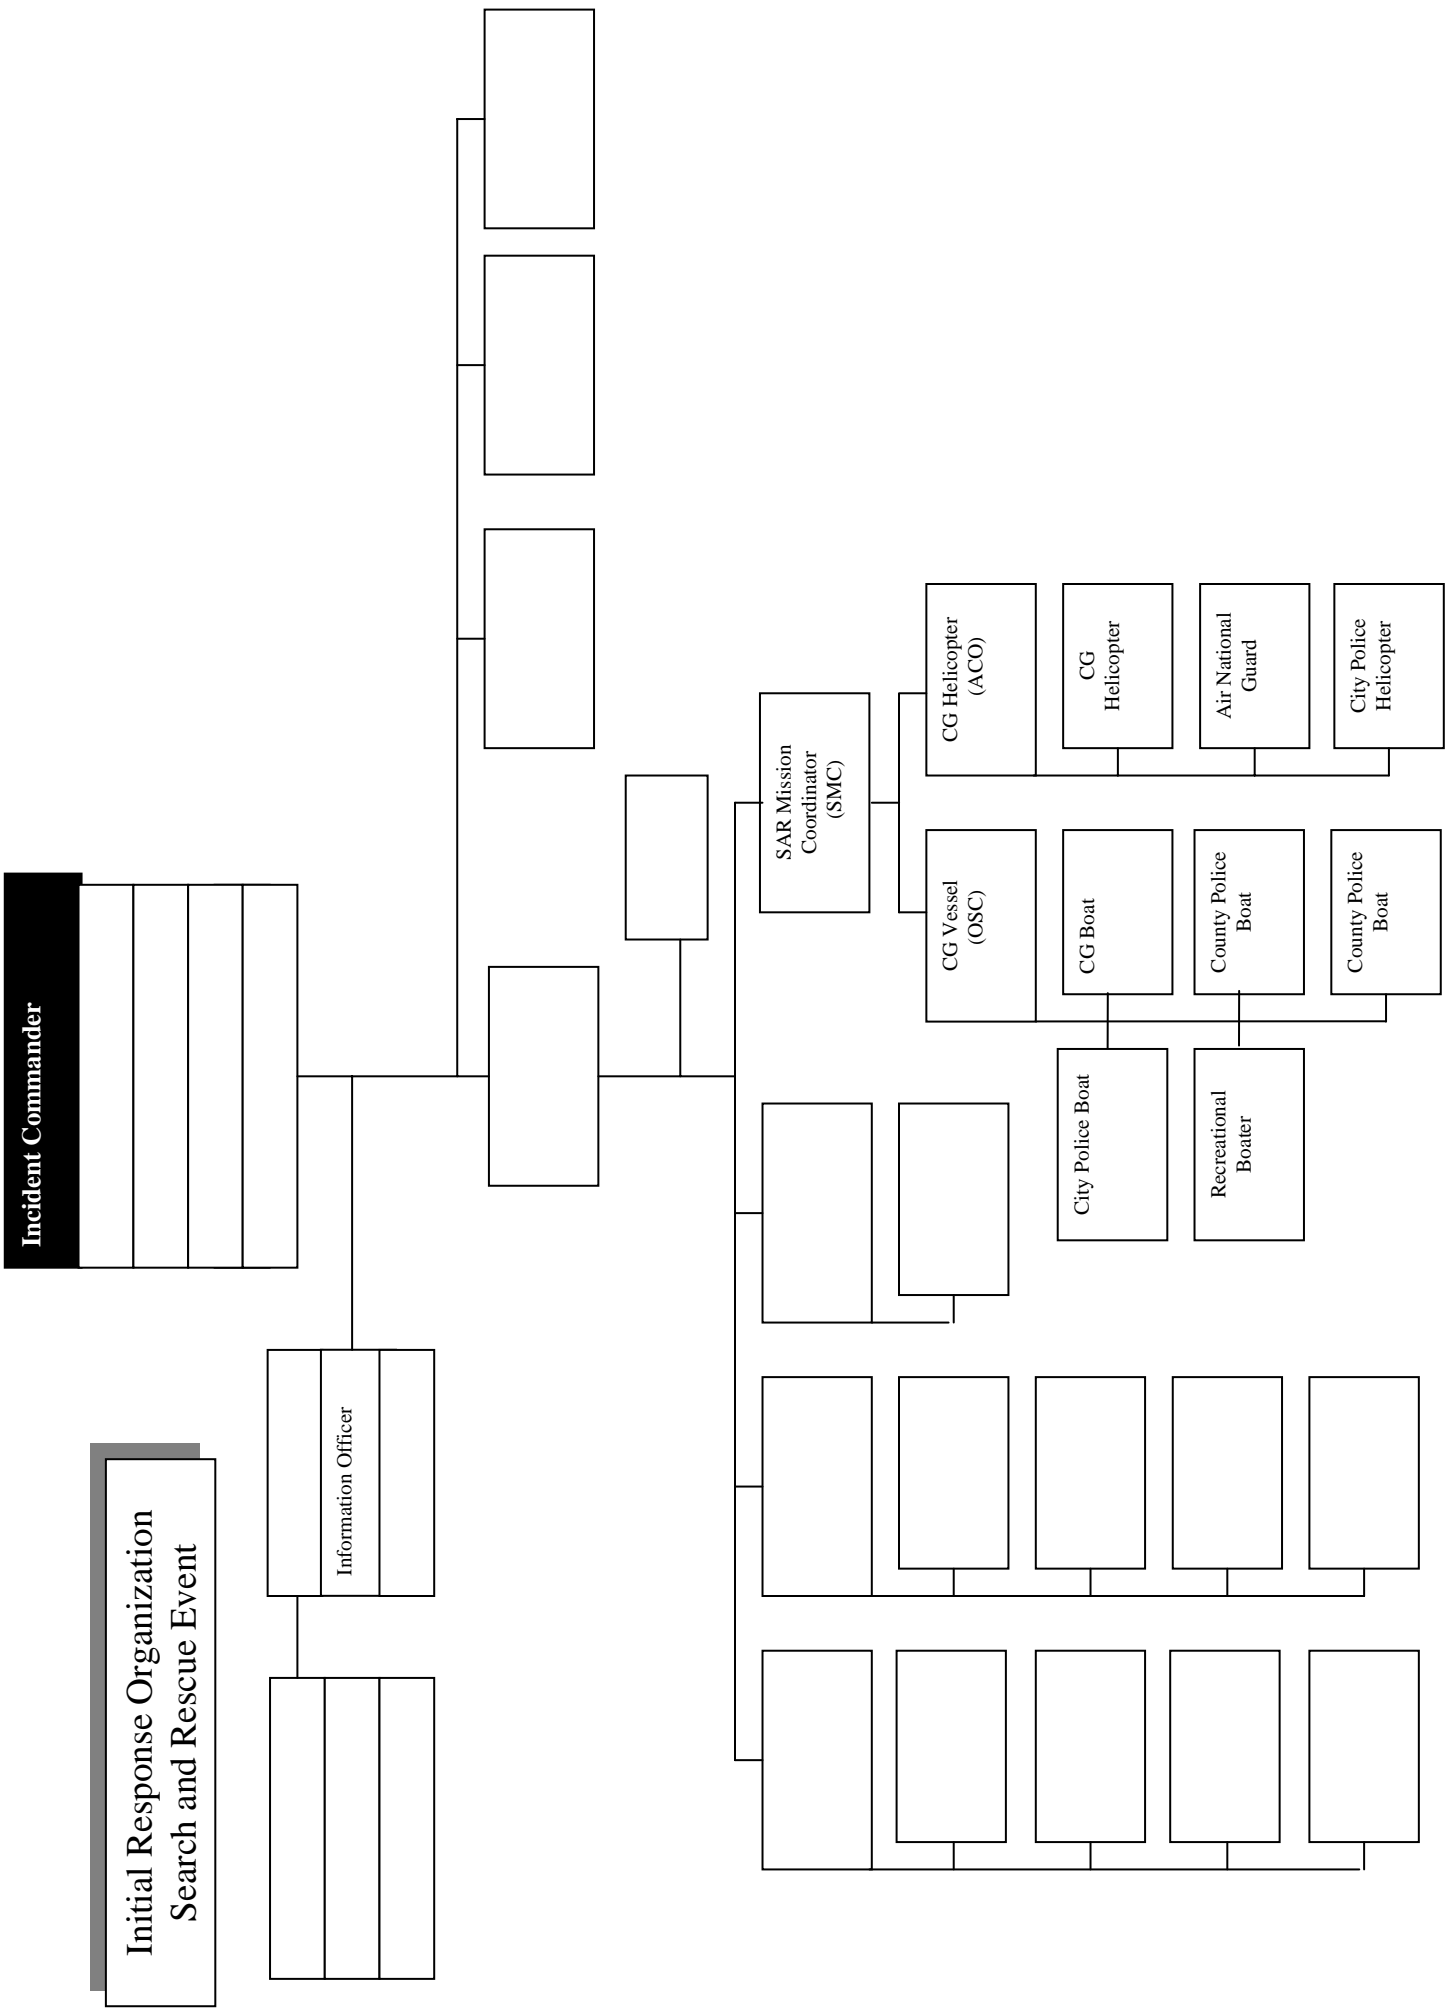 Initial Response Organization
Search and Rescue Event
Incident Commander
Information Officer
SAR Mission
Coordinator
(SMC)
CG Vessel
(OSC)
CG Helicopter
(ACO)
City Police Boat
CG Boat
CG
Helicopter
Recreational
Boater
County Police
Boat
Air National
Guard
County Police
Boat
City Police
Helicopter